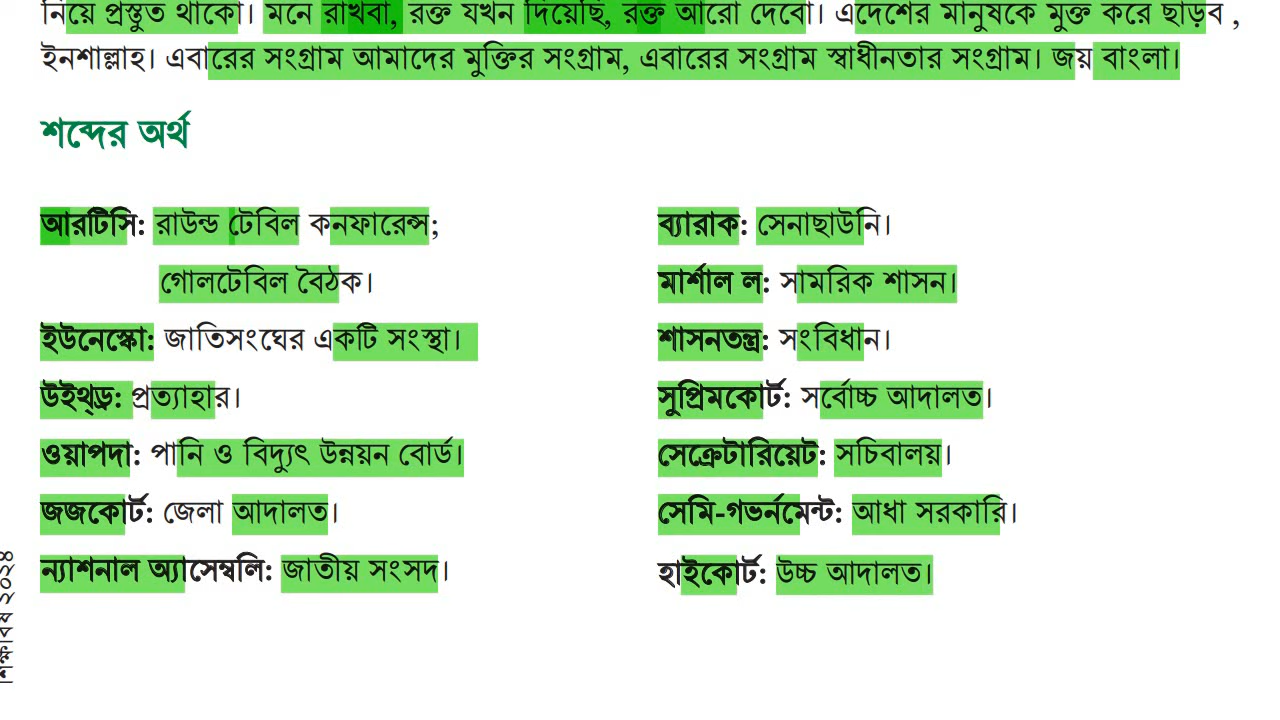 নিয়ে প্রস্তুত থাকো। মনে রাখবা, রক্ত যখন দিয়েছি, রক্ত আরো দেবো। এদেশের মানুষকে মুক্ত করে ছাড়ব ,
ইনশাল্লাহ। এবারের সংগ্রাম আমাদের মুক্তির সংগ্রাম, এবারের সংগ্রাম স্বাধীনতার সংগ্রাম। জয় বাংলা।
শব্দের অর্থ
আরটিসি: রাউন্ড টেবিল কনফারেন্স;
গোলটেবিল বৈঠক।
ইউনেস্কো: জাতিসংঘের একটি সংস্থা।
উইথ্ড্র: প্রত্যাহার।
ওয়াপদা: পানি ও বিদ্যুৎ উন্নয়ন বোর্ড।
জজকোর্ট: জেলা আদালত।
ন্যাশনাল অ্যাসেম্বলি: জাতীয় সংসদ।
ব্যারাক: সেনাছাউনি।
মার্শাল ল: সামরিক শাসন।
শাসনতন্ত্র: সংবিধান।
সুপ্রিমকোর্ট: সর্বোচ্চ আদালত।
সেক্রেটারিয়েট: সচিবালয়।
সেমি-গভর্নমেন্ট: আধা সরকারি।
হাইকোর্ট: উচ্চ আদালত।
শিক্ষাবর্ষ ২০২৪